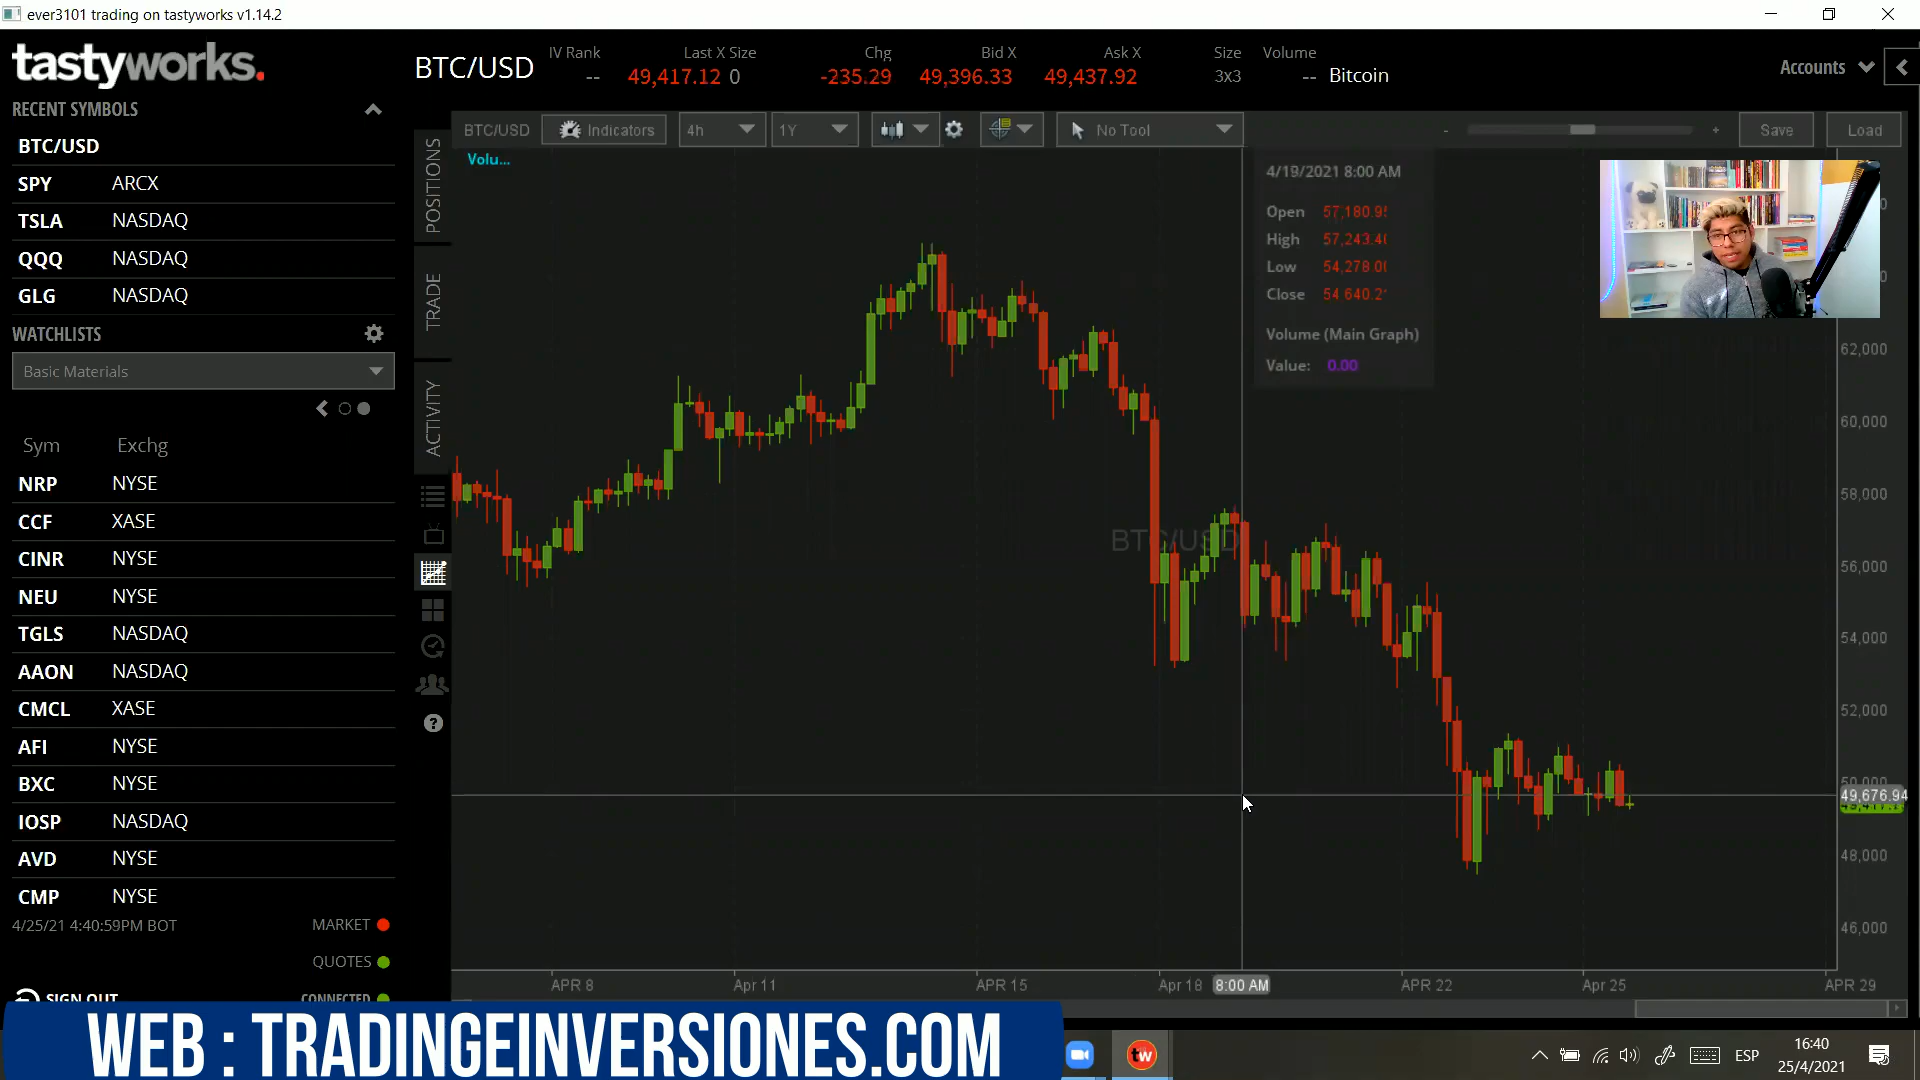 ever3101 trading on tastyworks v1.14.2
tastyworks.
BTC/USD
IV Rank
--
Last X Size
49,417.12 0
Chg
-235.29
Bid X
49,396.33
Ask X
49,437.92
Size
3x3
Volume
-- Bitcoin
Accounts
RECENT SYMBOLS
BTC/USD
SPY ARCX
TSLA NASDAQ
QQQ NASDAQ
GLG NASDAQ
WATCHLISTS
Basic Materials
Sym Exchg
NRP NYSE
CCF XASE
CINR NYSE
NEU NYSE
TGLS NASDAQ
AAON NASDAQ
CMCL XASE
AFI NYSE
BXC NYSE
IOSP NASDAQ
AVD NYSE
CMP NYSE
4/25/21 4:40:59PM BOT
MARKET
QUOTES
SIGN OUT CONNECTED
POSITIONS
TRADE
ACTIVITY
BTC/USD Indicators 4h 1Y No Tool - + Save Load
Volu...
4/19/2021 8:00 AM
Open 57,180.95
High 57,243.40
Low 54,278.00
Close
Volume (Main Graph)
Value: 0.00
BTC/USD
62,000
60,000
58,000
56,000
54,000
52,000
50,000
49,676.94
48,000
46,000
APR 8 Apr 11 APR 15 Apr 18 8:00 AM APR 22 Apr 25 APR 29
WEB : TRADINGEINVERSIONES.COM
tw
ESP
16:40
25/4/2021